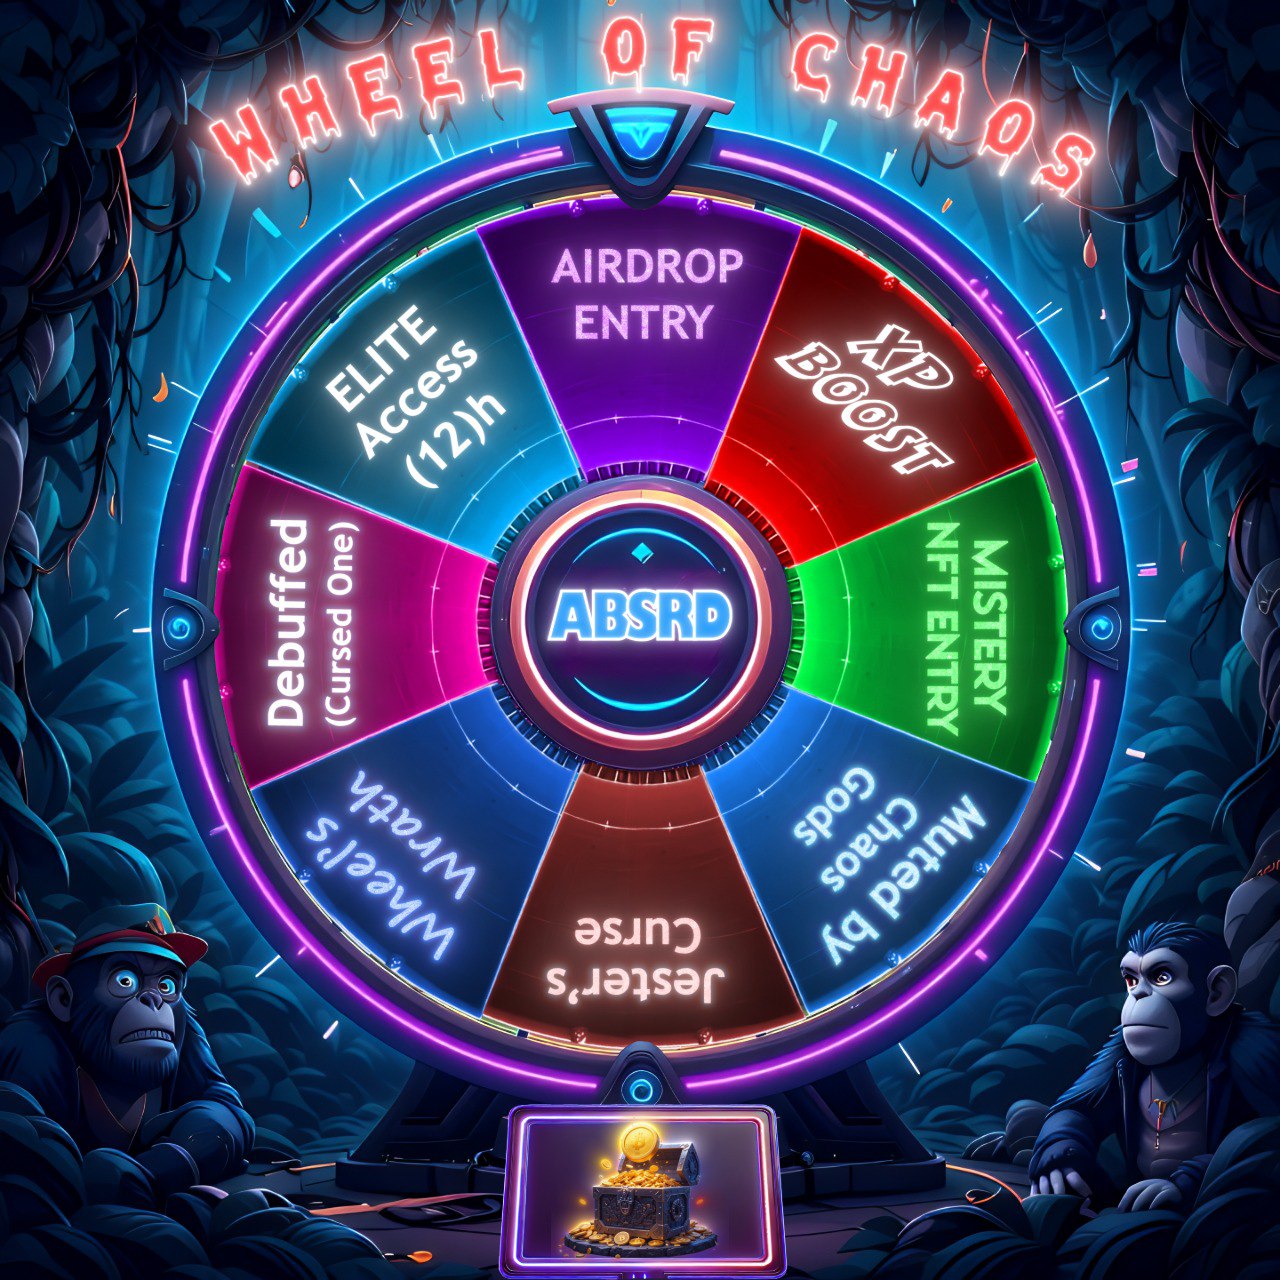 WHEEL OF CHAOS
AIRDROP
ENTRY
XP
BOOST
MISTERY
NFT ENTRY
Muted by
Chaos
Gods
Jester's
Curse
Wheel's
Wrath
Debuffed
(Cursed One)
ELITE
Access
(12)h
ABSRD